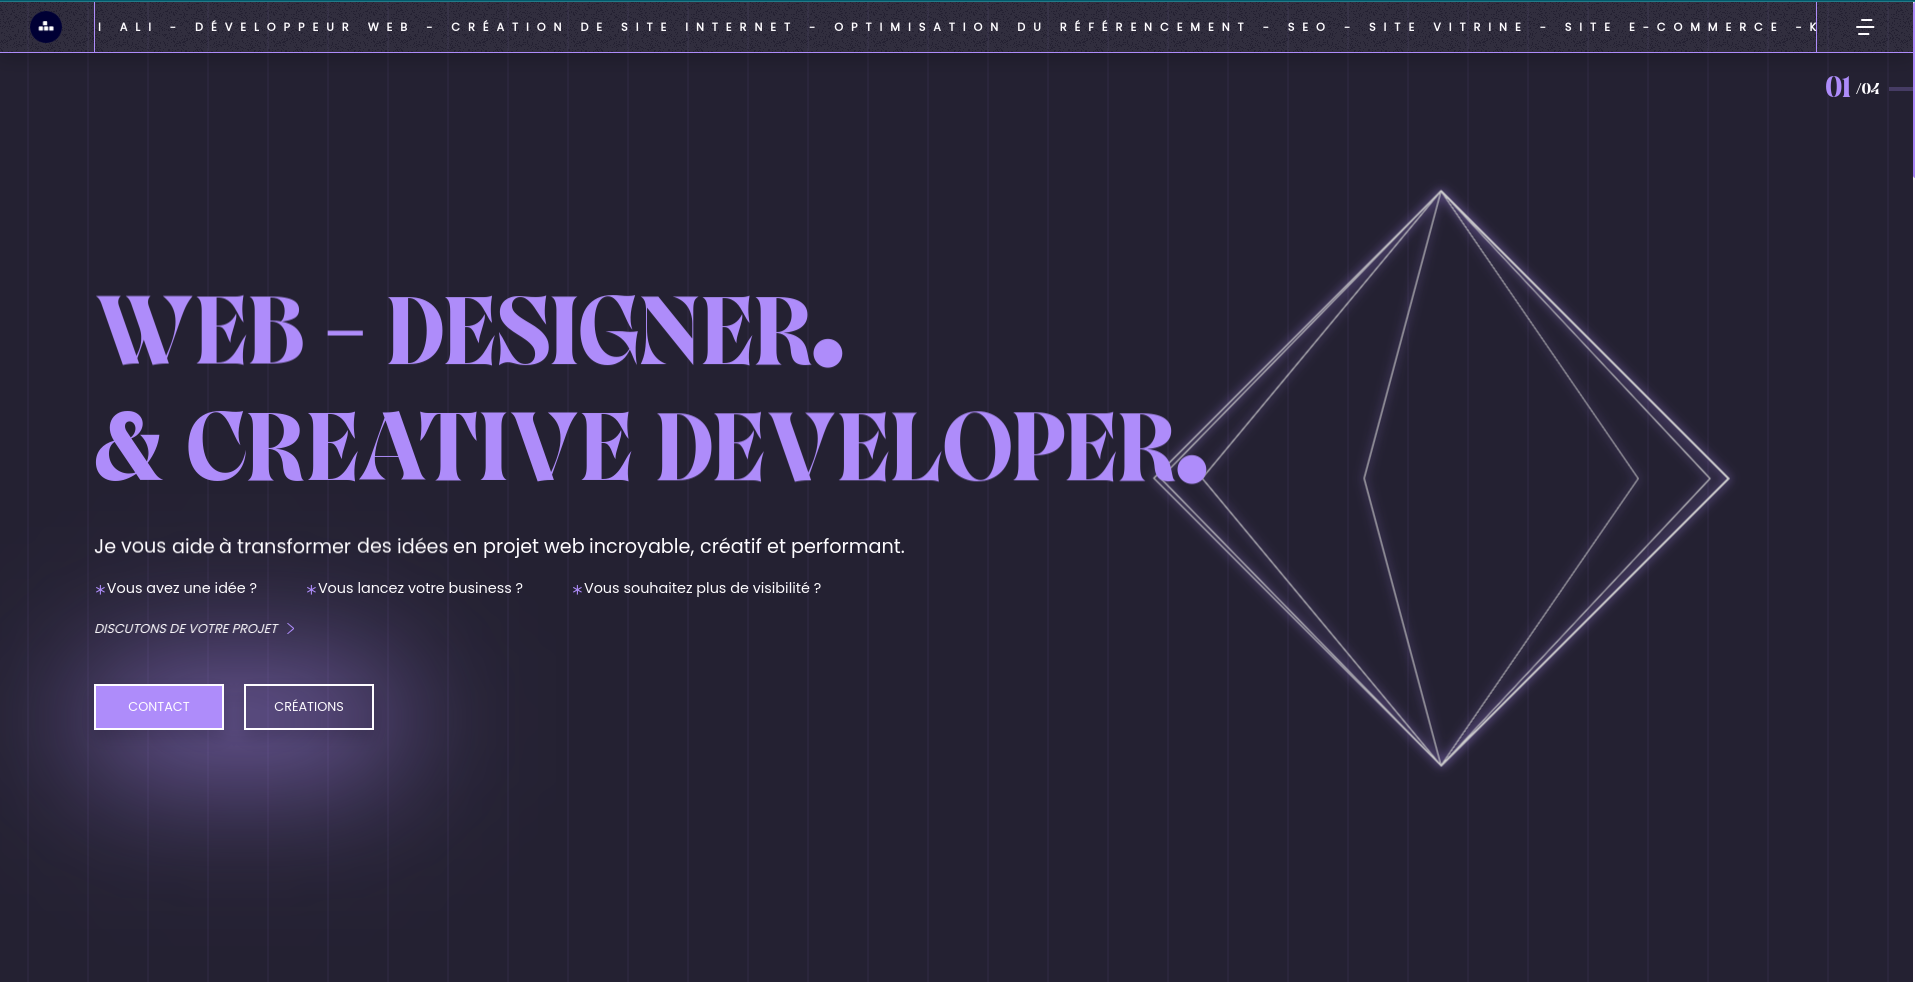 I ALI - DÉVELOPPEUR WEB - CRÉATION DE SITE INTERNET - OPTIMISATION DU RÉFÉRENCEMENT - SEO - SITE VITRINE - SITE E-COMMERCE -K
01 /04
WEB - DESIGNER.
& CREATIVE DEVELOPER.
Je vous aide à transformer des idées en projet web incroyable, créatif et performant.
*Vous avez une idée ? *Vous lancez votre business ? *Vous souhaitez plus de visibilité ?
DISCUTONS DE VOTRE PROJET >
CONTACT CRÉATIONS